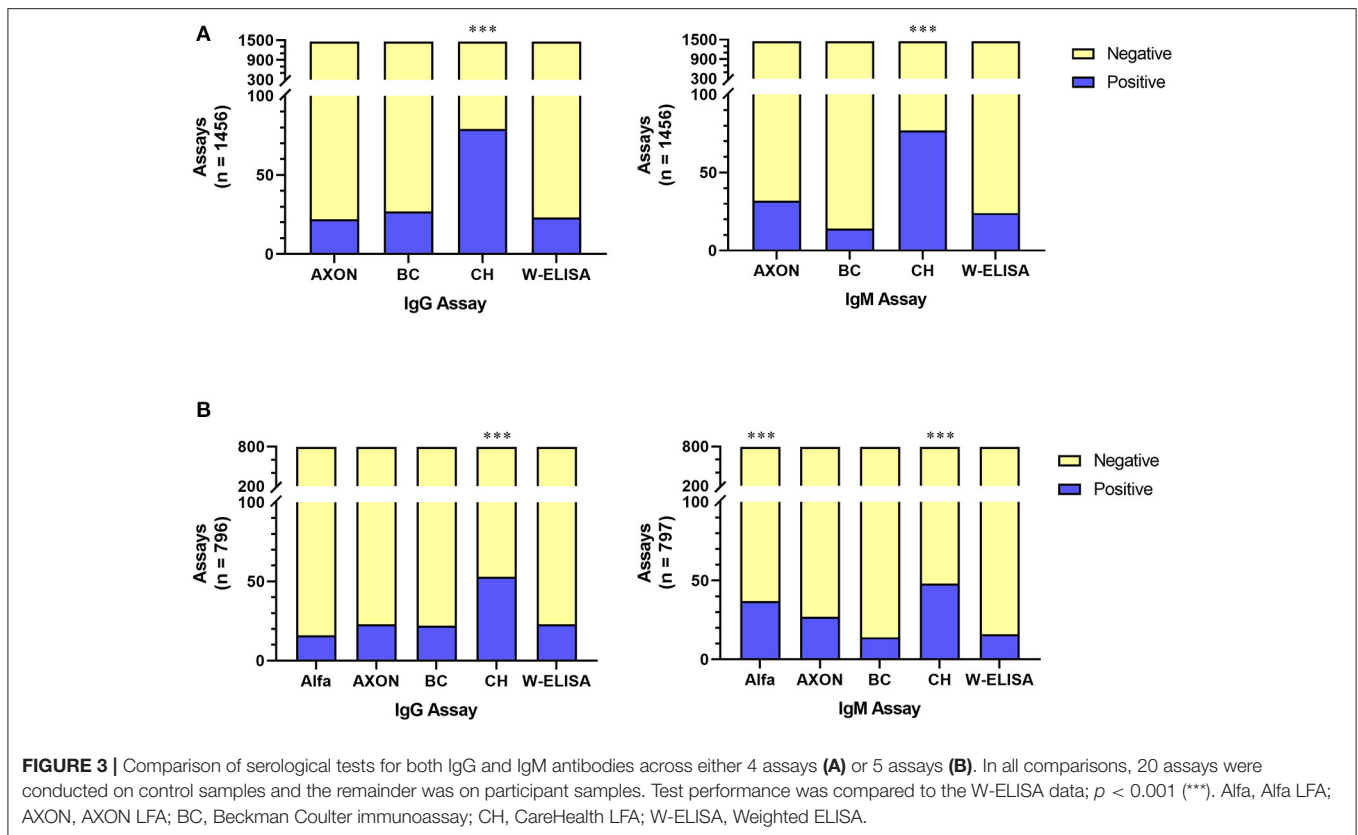 A
Assays
(n = 1456)
1500
900
300
100
50
0
***
AXON
BC
CH
W-ELISA
IgG Assay
Assays
(n = 1456)
1500
900
300
100
50
0
***
AXON
BC
CH
W-ELISA
IgM Assay
Negative
Positive
B
Assays
(n = 796)
800
200
100
50
0
***
Alfa
AXON
BC
CH
W-ELISA
IgG Assay
Assays
(n = 797)
800
200
100
50
0
***
***
Alfa
AXON
BC
CH
W-ELISA
IgM Assay
Negative
Positive
FIGURE 3 | Comparison of serological tests for both IgG and IgM antibodies across either 4 assays (A) or 5 assays (B). In all comparisons, 20 assays were
conducted on control samples and the remainder was on participant samples. Test performance was compared to the W-ELISA data; p < 0.001 (***). Alfa, Alfa LFA;
AXON, AXON LFA; BC, Beckman Coulter immunoassay; CH, CareHealth LFA; W-ELISA, Weighted ELISA.